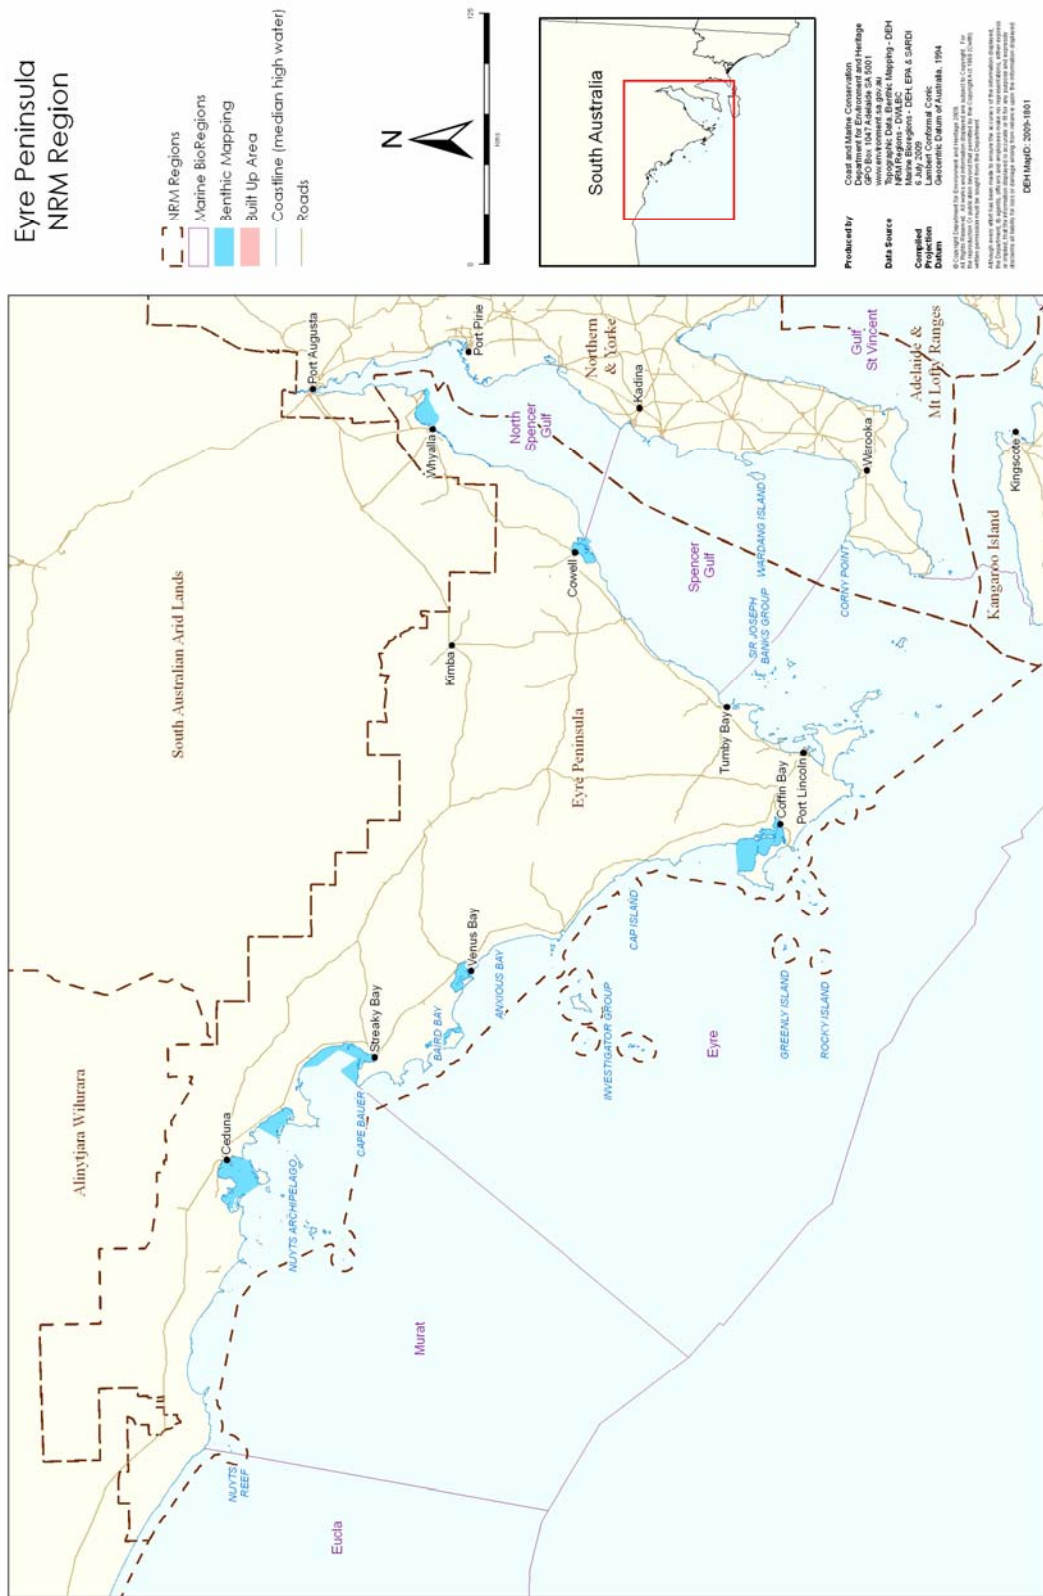 Eyre Peninsula
NRM Region
NRM Regions
Marine BioRegions
Benthic Mapping
Built Up Area
Coastline (median high water)
Roads
N
0
125
South Australia
Produced by
Coast and Marine Conservation
Department for Environment and Heritage
GPO Box 1047 Adelaide SA 5001
www.environment.sa.gov.au
Data Source
Topographic Data, Benthic Mapping - DEH
NRM Regions - DWLBC
Marine Bioregions - DEH, EPA & SARDI
Compiled
6 July 2009
Projection
Lambert Conformal Conic
Datum
Geocentric Datum of Australia, 1994
DEH MapID: 2009-1801
Alinytjara Wilurara
South Australian Arid Lands
Port Augusta
Port Pirie
Whyalla
North
Spencer
Gulf
Northern
& Yorke
Kadina
Gulf
St Vincent
Adelaide &
Mt Lofty Ranges
Warooka
Kingscote
Kangaroo Island
Kimba
Cowell
Spencer
Gulf
WARDANG ISLAND
SIR JOSEPH
BANKS GROUP
CORNY POINT
Eyre Peninsula
Tumby Bay
Coffin Bay
Port Lincoln
Ceduna
Streaky Bay
Venus Bay
BAIRD BAY
ANXIOUS BAY
CAPE BAUER
NUYTS ARCHIPELAGO
CAP ISLAND
INVESTIGATOR GROUP
GREENLY ISLAND
ROCKY ISLAND
Eyre
Murat
NUYTS
REEF
Eucla